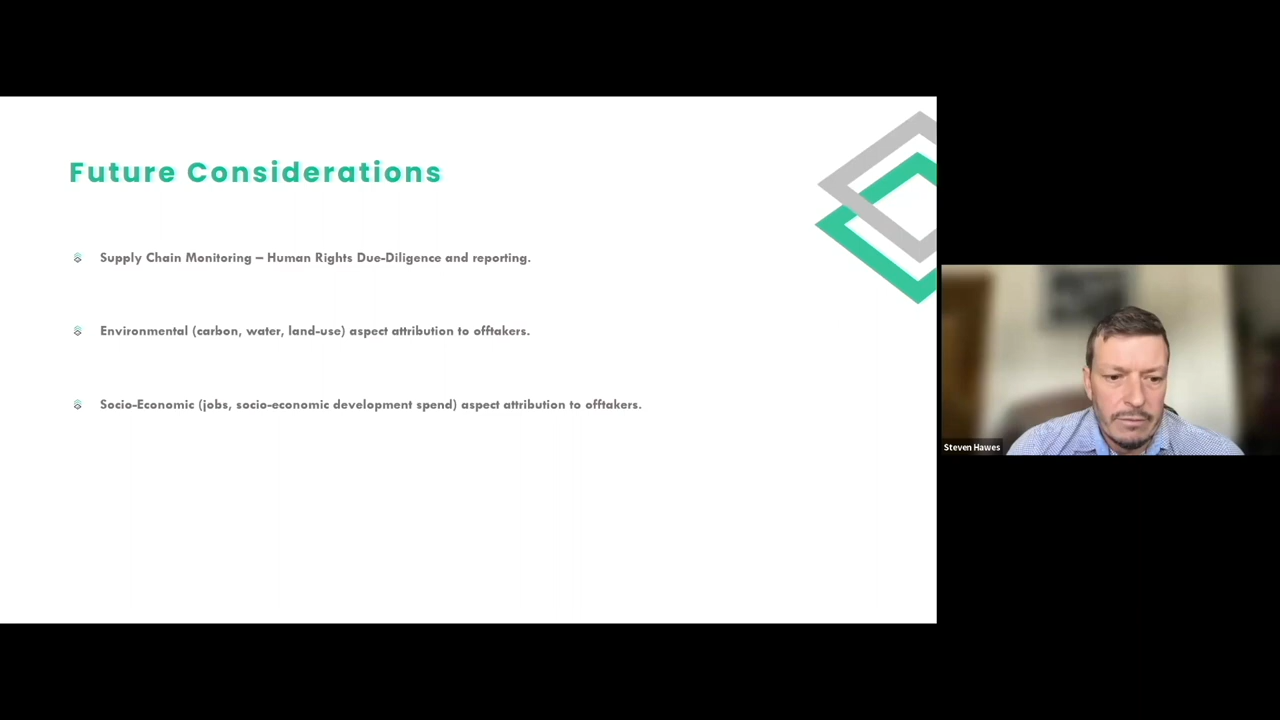 Future Considerations
Supply Chain Monitoring – Human Rights Due-Diligence and reporting.
Environmental (carbon, water, land-use) aspect attribution to offtakers.
Socio-Economic (jobs, socio-economic development spend) aspect attribution to offtakers.
Steven Hawes